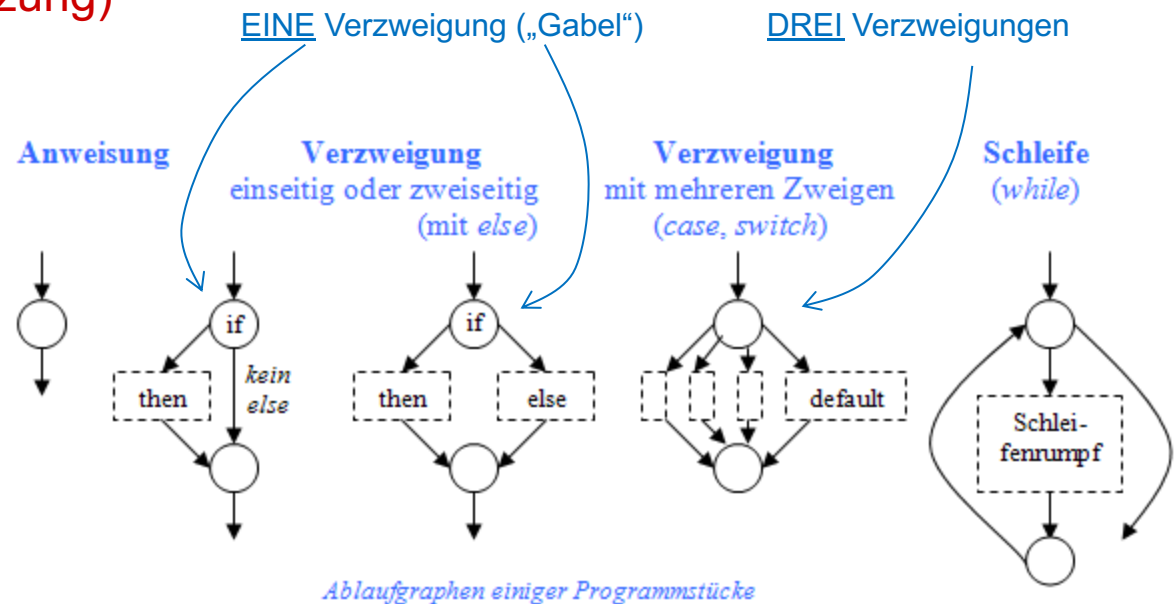 zung)
EINE Verzweigung („Gabel“)
DREI Verzweigungen
Anweisung
Verzweigung
einseitig oder zweiseitig
(mit else)
Verzweigung
mit mehreren Zweigen
(case, switch)
Schleife
(while)
if
then
kein
else
if
then
else
default
Schlei-
fenrumpf
Ablaufgraphen einiger Programmstücke